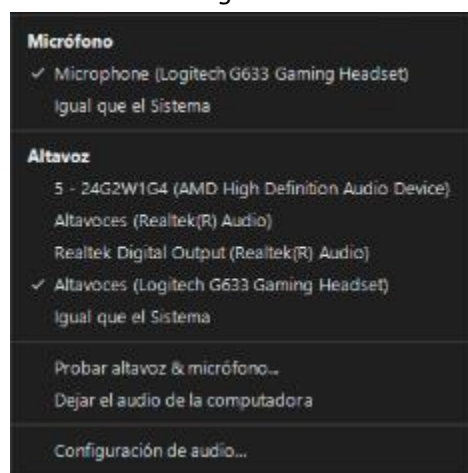 Micrófono
✓ Microphone (Logitech G633 Gaming Headset)
Igual que el Sistema
Altavoz
5 - 24G2W1G4 (AMD High Definition Audio Device)
Altavoces (Realtek(R) Audio)
Realtek Digital Output (Realtek(R) Audio)
✓ Altavoces (Logitech G633 Gaming Headset)
Igual que el Sistema
Probar altavoz & micrófono...
Dejar el audio de la computadora
Configuración de audio...